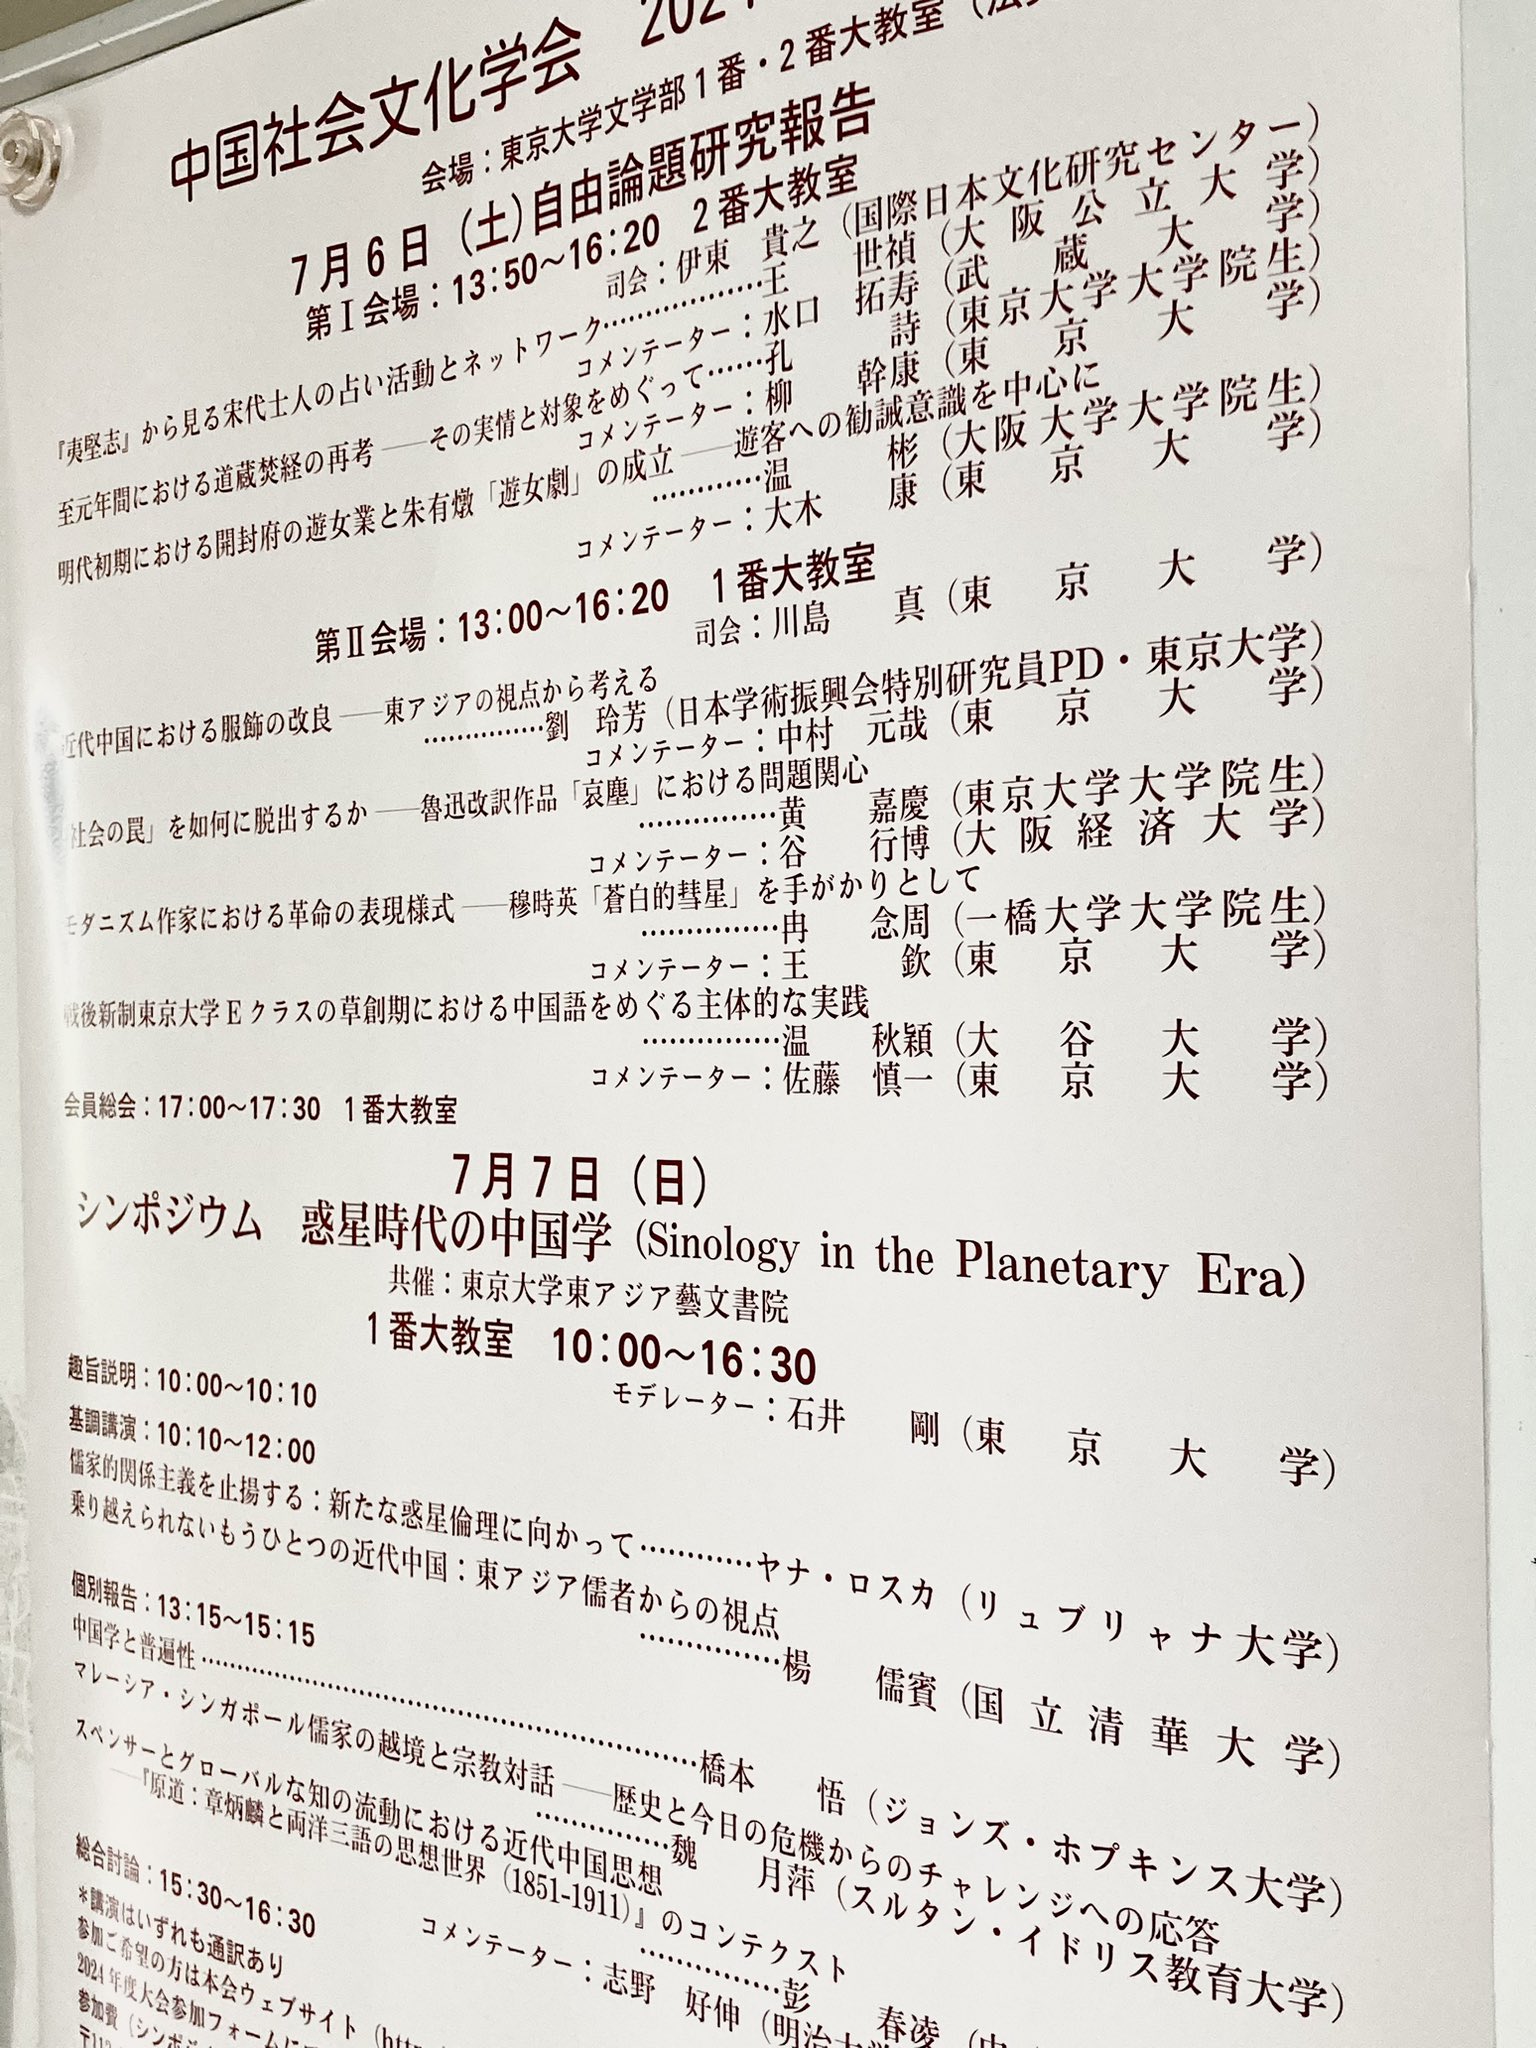 中国社会文化学会 202
会場：東京大学文学部1番・2番大教室（法
7月6日（土）自由論題研究報告
第Ⅰ会場：13:50～16:20 2番大教室
司会：伊東 貴之（国際日本文化研究センター）
『夷堅志』から見る宋代士人の占い活動とネットワーク………………王 世禎（大阪公立大学）
コメンテーター：水口 拓寿（武蔵大学）
至元年間における道蔵焚経の再考――その実情と対象をめぐって……孔 詩（東京大学大学院生）
コメンテーター：柳 幹康（東京大学）
明代初期における開封府の遊女業と朱有燉「遊女劇」の成立――遊客への勧誡意識を中心に
…………温 彬（大阪大学大学院生）
コメンテーター：大木 康（東京大学）
第Ⅱ会場：13:00～16:20 1番大教室
司会：川島 真（東京大学）
近代中国における服飾の改良――東アジアの視点から考える
……………劉 玲芳（日本学術振興会特別研究員PD・東京大学）
コメンテーター：中村 元哉（東京大学）
社会の罠」を如何に脱出するか――魯迅改訳作品「哀塵」における問題関心
……………黄 嘉慶（東京大学大学院生）
コメンテーター：谷 行博（大阪経済大学）
モダニズム作家における革命の表現様式――穆時英「蒼白的彗星」を手がかりとして
……………冉 念周（一橋大学大学院生）
コメンテーター：王 欽（東京大学）
戦後新制東京大学Eクラスの草創期における中国語をめぐる主体的な実践
……………温 秋穎（大谷大学）
コメンテーター：佐藤 慎一（東京大学）
会員総会：17:00～17:30 1番大教室
7月7日（日）
シンポジウム 惑星時代の中国学（Sinology in the Planetary Era）
共催：東京大学東アジア藝文書院
1番大教室 10:00～16:30
趣旨説明：10:00～10:10
モデレーター：石井 剛（東京大学）
基調講演：10:10～12:00
儒家的関係主義を止揚する：新たな惑星倫理に向かって…………ヤナ・ロスカ（リュブリャナ大学）
乗り越えられないもうひとつの近代中国：東アジア儒者からの視点
……………楊 儒賓（国立清華大学）
個別報告：13:15～15:15
中国学と普遍性………………………………………………橋本 悟（ジョンズ・ホプキンス大学）
マレーシア・シンガポール儒家の越境と宗教対話――歴史と今日の危機からのチャレンジへの応答
……………魏 月萍（スルタン・イドリス教育大学）
スペンサーとグローバルな知の流動における近代中国思想
――『原道：章炳麟と両洋三語の思想世界（1851-1911）』のコンテクスト
……………彭 春凌（中
コメンテーター：志野 好伸（明治大学
総合討論：15:30～16:30
＊講演はいずれも通訳あり
参加ご希望の方は本会ウェブサイト（http
2024年度大会参加フォームに
参加費（シンポジ
〒113